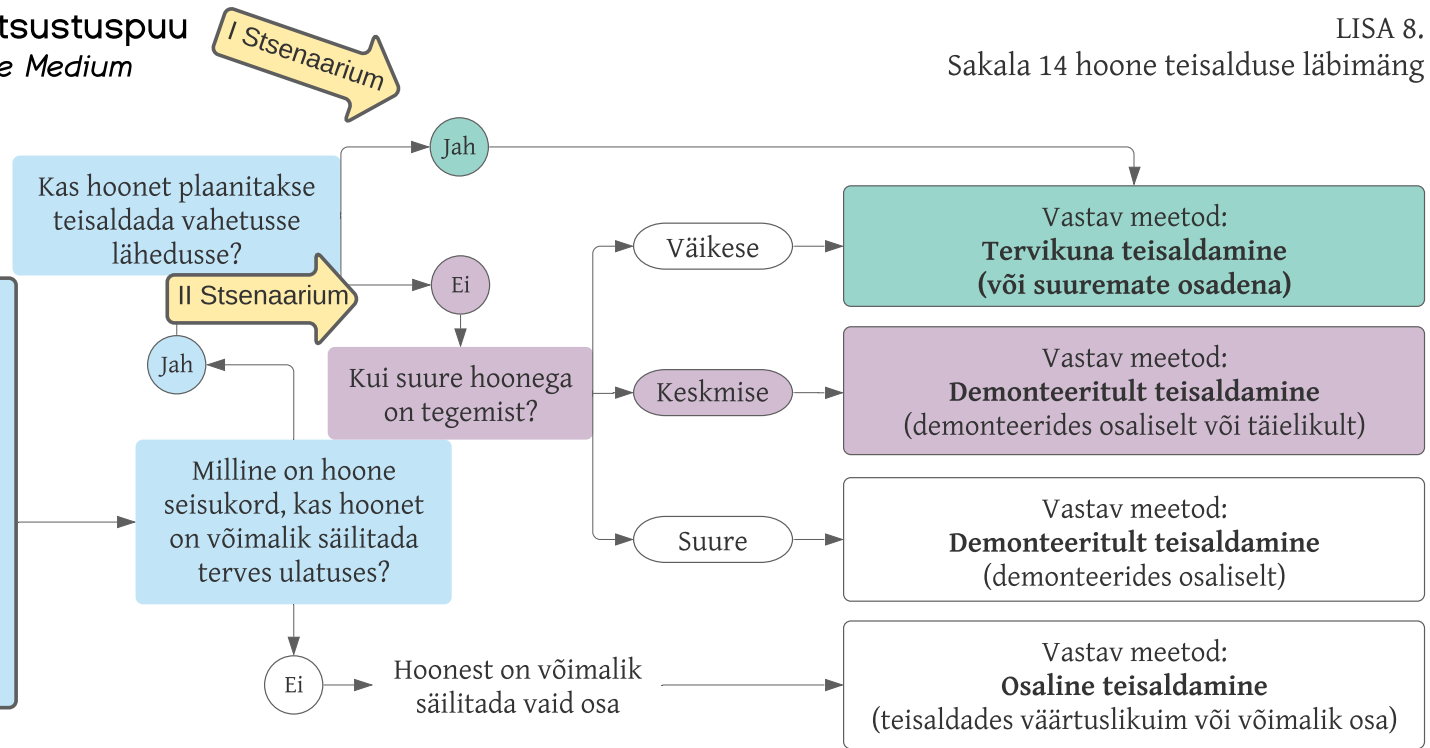 tsustuspuu
e Medium
I Stsenaarium
LISA 8.
Sakala 14 hoone teisalduse läbimäng
Jah
Kas hoonet plaanitakse
teisaldada vahetusse
lähedusse?
II Stsenaarium
Ei
Jah
Kui suure hoonega
on tegemist?
Väikese
Keskmise
Suure
Vastav meetod:
Tervikuna teisaldamine
(või suuremate osadena)
Vastav meetod:
Demonteeritult teisaldamine
(demonteerides osaliselt või täielikult)
Vastav meetod:
Demonteeritult teisaldamine
(demonteerides osaliselt)
Milline on hoone
seisukord, kas hoonet
on võimalik säilitada
terves ulatuses?
Ei
Hoonest on võimalik
säilitada vaid osa
Vastav meetod:
Osaline teisaldamine
(teisaldades väärtuslikuim või võimalik osa)